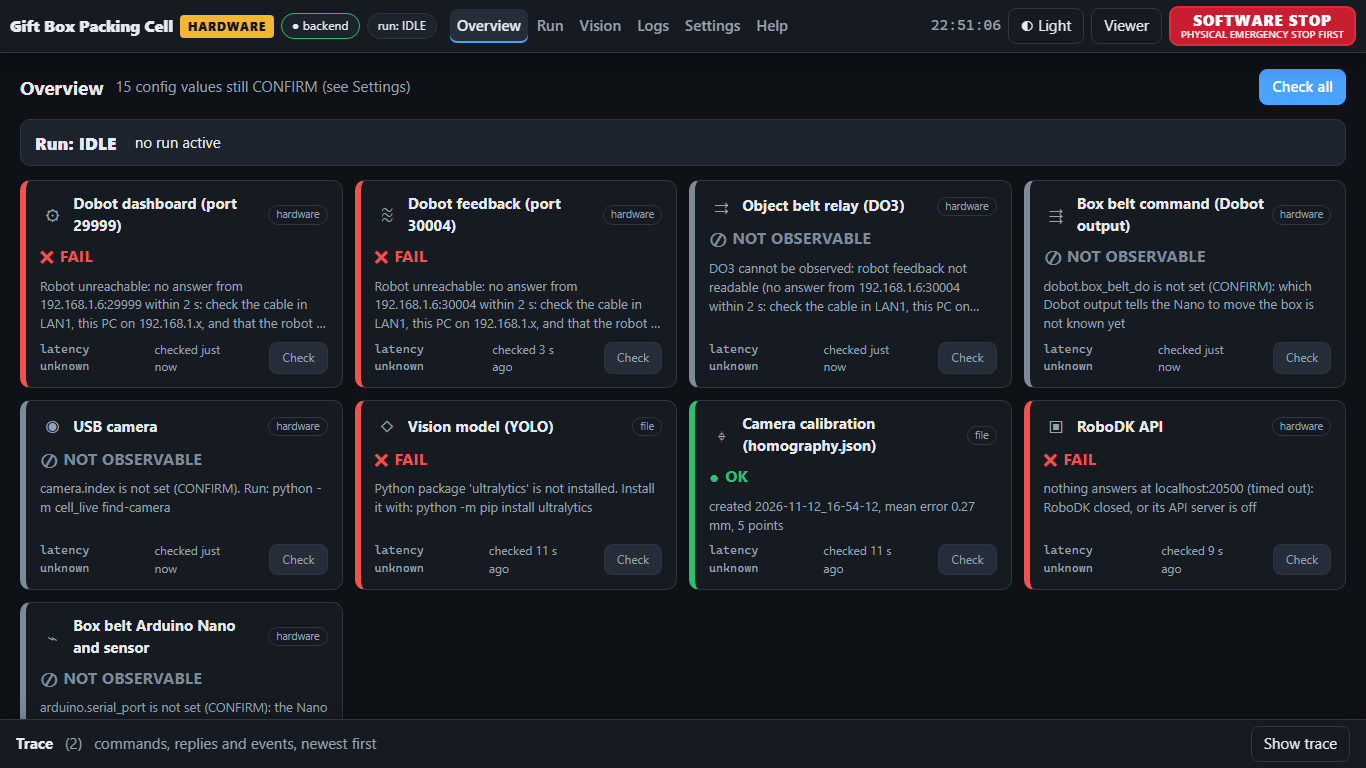 Gift Box Packing Cell
HARDWARE
backend
run: IDLE
Overview
Run
Vision
Logs
Settings
Help
22:51:06
Light
Viewer
SOFTWARE STOP
PHYSICAL EMERGENCY STOP FIRST
Overview
15 config values still CONFIRM (see Settings)
Check all
Run: IDLE
no run active
Dobot dashboard (port
29999)
hardware
FAIL
Robot unreachable: no answer from
192.168.1.6:29999 within 2 s: check the cable in
LAN1, this PC on 192.168.1.x, and that the robot ...
latency
unknown
checked just
now
Check
Dobot feedback (port
30004)
hardware
FAIL
Robot unreachable: no answer from
192.168.1.6:30004 within 2 s: check the cable in
LAN1, this PC on 192.168.1.x, and that the robot ...
latency
unknown
checked 3 s
ago
Check
Object belt relay (DO3)
hardware
NOT OBSERVABLE
DO3 cannot be observed: robot feedback not
readable (no answer from 192.168.1.6:30004
within 2 s: check the cable in LAN1, this PC on...
latency
unknown
checked just
now
Check
Box belt command (Dobot
output)
hardware
NOT OBSERVABLE
dobot.box_belt_do is not set (CONFIRM): which
Dobot output tells the Nano to move the box is
not known yet
latency
unknown
checked just
now
Check
USB camera
hardware
NOT OBSERVABLE
camera.index is not set (CONFIRM). Run: python -
m cell_live find-camera
latency
unknown
checked just
now
Check
Vision model (YOLO)
file
FAIL
Python package 'ultralytics' is not installed. Install
it with: python -m pip install ultralytics
latency
unknown
checked 11 s
ago
Check
Camera calibration
(homography.json)
file
OK
created 2026-11-12_16-54-12, mean error 0.27
mm, 5 points
latency
unknown
checked 11 s
ago
Check
RoboDK API
hardware
FAIL
nothing answers at localhost:20500 (timed out):
RoboDK closed, or its API server is off
latency
unknown
checked 9 s
ago
Check
Box belt Arduino Nano
and sensor
hardware
NOT OBSERVABLE
arduino.serial_port is not set (CONFIRM): the Nano
Trace
(2)
commands, replies and events, newest first
Show trace